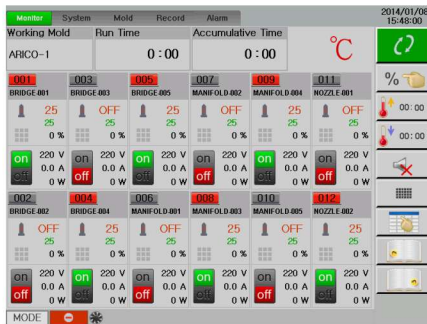 Monitor System Mold Record Alarm 2014/01/08 15:48:00
Working Mold Run Time Accumulative Time
ARICO-1 0:00 0:00 °C
%
00:00
00:00
001 003 005 007 009 011
BRIDGE-001 BRIDGE-003 BRIDGE-005 MANIFOLD-002 MANIFOLD-004 NOZZLE-001
25 OFF 25 OFF 25 OFF
25 25 25 25 25 25
0 % 0 % 0 % 0 % 0 % 0 %
on 220 V on 220 V on 220 V on 220 V on 220 V on 220 V
0.0 A 0.0 A 0.0 A 0.0 A 0.0 A 0.0 A
off 0 W off 0 W off 0 W off 0 W off 0 W off 0 W
002 004 006 008 010 012
BRIDGE-002 BRIDGE-004 MANIFOLD-001 MANIFOLD-003 MANIFOLD-005 NOZZLE-002
OFF 25 OFF 25 OFF 25
25 25 25 25 25 25
0 % 0 % 0 % 0 % 0 % 0 %
on 220 V on 220 V on 220 V on 220 V on 220 V on 220 V
0.0 A 0.0 A 0.0 A 0.0 A 0.0 A 0.0 A
off 0 W off 0 W off 0 W off 0 W off 0 W off 0 W
MODE